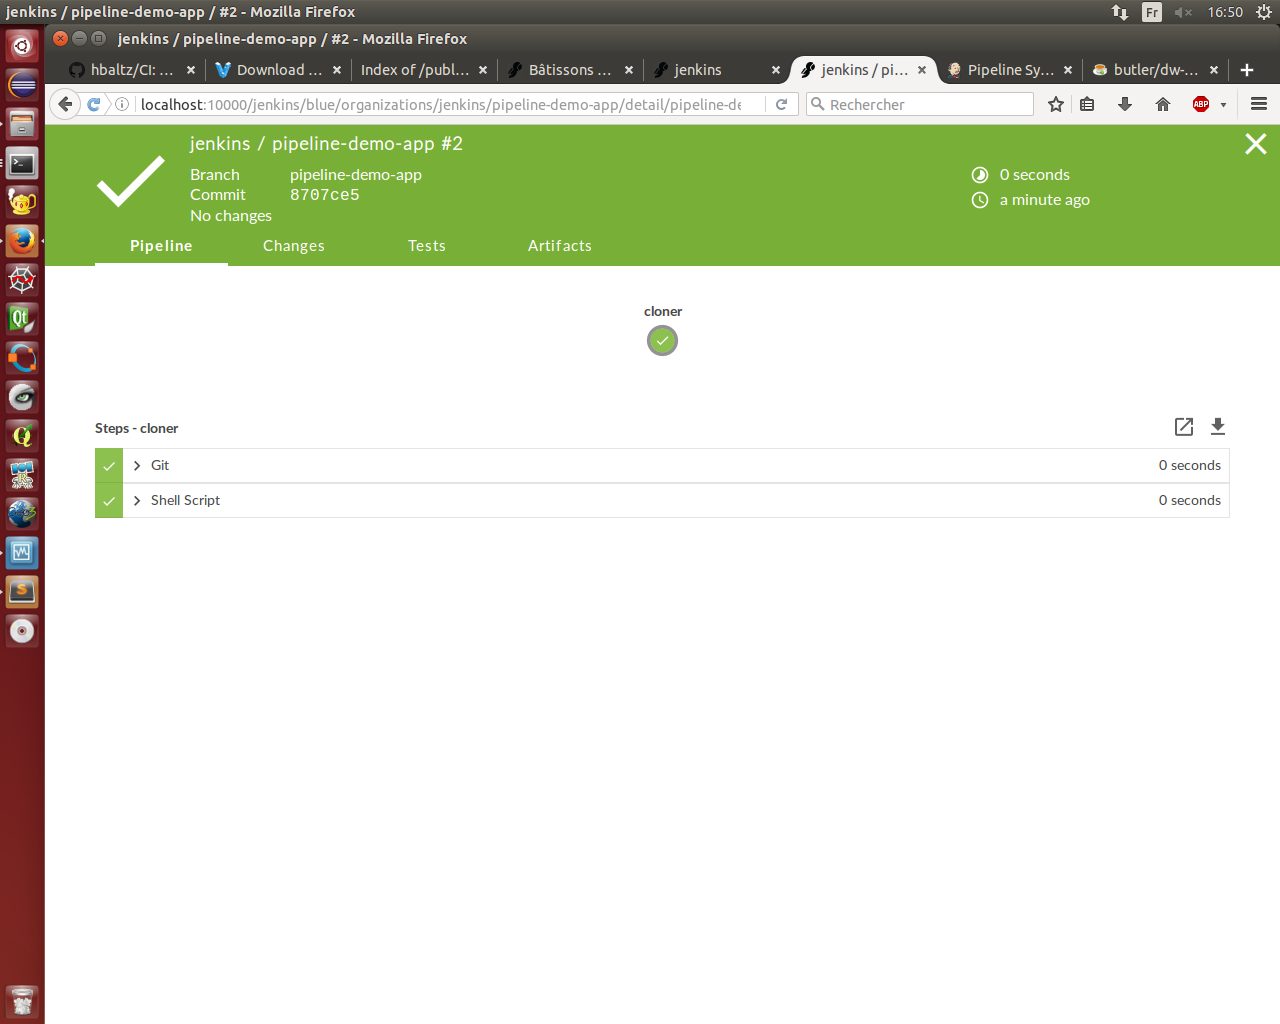 jenkins / pipeline-demo-app / #2 - Mozilla Firefox
Fr
16:50
jenkins / pipeline-demo-app / #2 - Mozilla Firefox
hbaltz/CI: ...
Download ...
Index of /publ...
Bâtissons ...
jenkins
jenkins / pi...
Pipeline Sy...
butler/dw-...
localhost:10000/jenkins/blue/organizations/jenkins/pipeline-demo-app/detail/pipeline-de
Rechercher
ABP
jenkins / pipeline-demo-app #2
Branch pipeline-demo-app
0 seconds
Commit 8707ce5
a minute ago
No changes
Pipeline Changes Tests Artifacts
cloner
Steps - cloner
Git 0 seconds
Shell Script 0 seconds